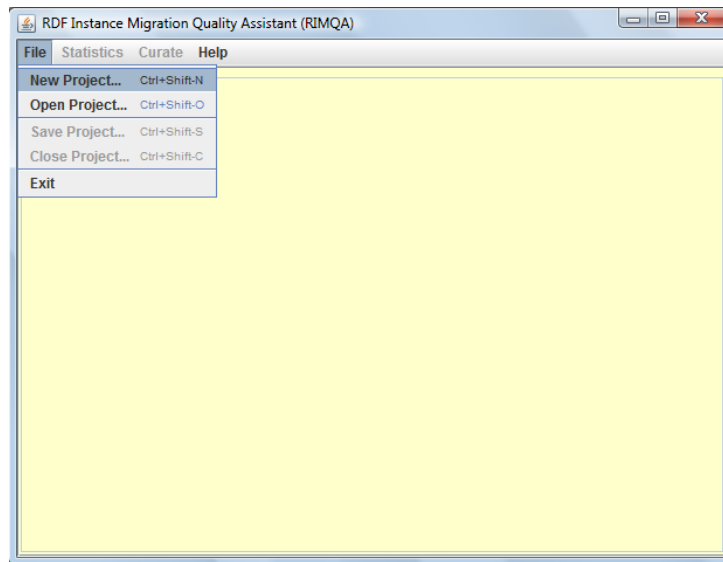 RDF Instance Migration Quality Assistant (RIMQA)
File Statistics Curate Help
New Project... Ctrl+Shift-N
Open Project... Ctrl+Shift-O
Save Project... Ctrl+Shift-S
Close Project... Ctrl+Shift-C
Exit